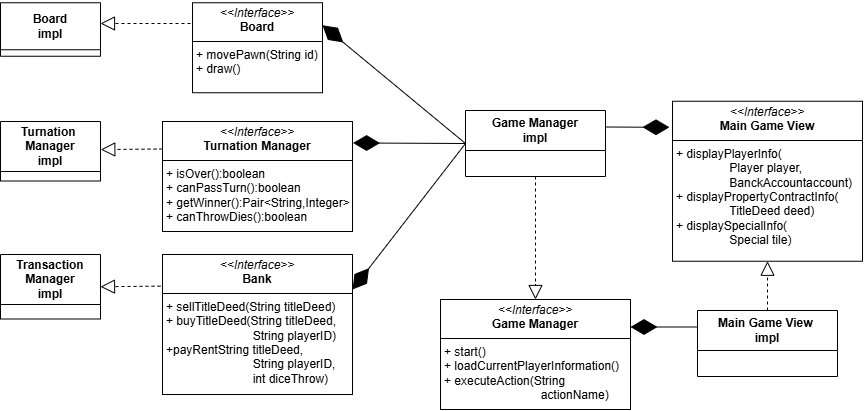 Board
impl
<<Interface>>
Board
+ movePawn(String id)
+ draw()
Turnation
Manager
impl
<<Interface>>
Turnation Manager
+ isOver():boolean
+ canPassTurn():boolean
+ getWinner():Pair<String,Integer>
+ canThrowDies():boolean
Transaction
Manager
impl
<<Interface>>
Bank
+ sellTitleDeed(String titleDeed)
+ buyTitleDeed(String titleDeed,
String playerID)
+payRentString titleDeed,
String playerID,
int diceThrow)
Game Manager
impl
<<Interface>>
Main Game View
+ displayPlayerInfo(
Player player,
BanckAccountaccount)
+ displayPropertyContractInfo(
TitleDeed deed)
+ displaySpecialInfo(
Special tile)
<<Interface>>
Game Manager
+ start()
+ loadCurrentPlayerInformation()
+ executeAction(String
actionName)
Main Game View
impl